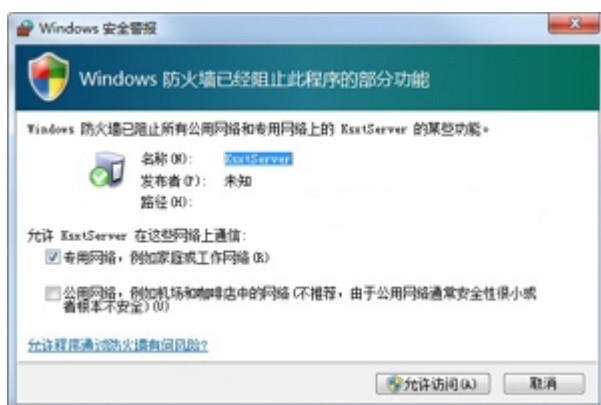 Windows 安全警报
Windows 防火墙已经阻止此程序的部分功能
Windows 防火墙已阻止所有公用网络和专用网络上的 KsxtServer 的某些功能。
名称(N): KsxtServer
发布者(P): 未知
路径(H):
允许 KsxtServer 在这些网络上通信:
专用网络，例如家庭或工作网络(R)
公用网络，例如机场和咖啡店中的网络(不推荐，由于公用网络通常安全性很小或
者根本不安全)(U)
允许程序通过防火墙有何风险?
允许访问(A) 取消